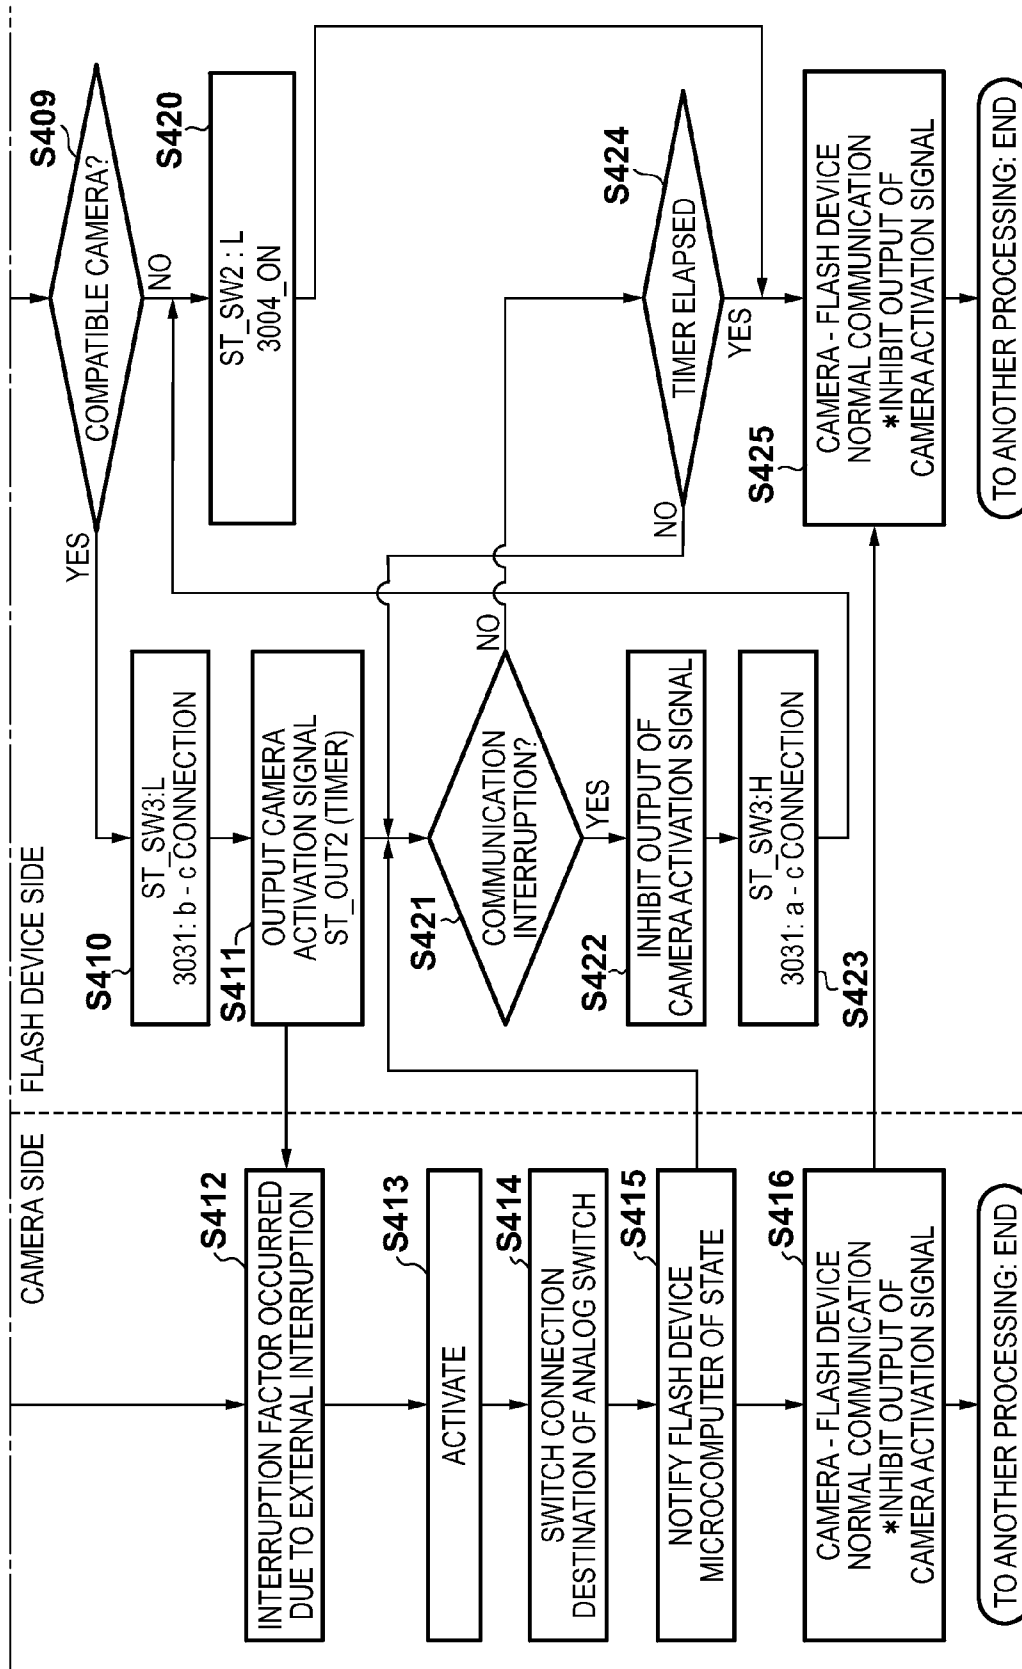 CAMERA SIDE
FLASH DEVICE SIDE
S409
COMPATIBLE CAMERA?
YES
NO
S410
ST_SW3:L
3031: b - c CONNECTION
S420
ST_SW2 : L
3004_ON
S411
OUTPUT CAMERA
ACTIVATION SIGNAL
ST_OUT2 (TIMER)
S412
INTERRUPTION FACTOR OCCURRED
DUE TO EXTERNAL INTERRUPTION
S413
ACTIVATE
S414
SWITCH CONNECTION
DESTINATION OF ANALOG SWITCH
S415
NOTIFY FLASH DEVICE
MICROCOMPUTER OF STATE
S416
CAMERA - FLASH DEVICE
NORMAL COMMUNICATION
*INHIBIT OUTPUT OF
CAMERA ACTIVATION SIGNAL
TO ANOTHER PROCESSING: END
S421
COMMUNICATION
INTERRUPTION?
NO
YES
S422
INHIBIT OUTPUT OF
CAMERA ACTIVATION SIGNAL
S423
ST_SW3:H
3031: a - c CONNECTION
S424
TIMER ELAPSED
NO
YES
S425
CAMERA - FLASH DEVICE
NORMAL COMMUNICATION
*INHIBIT OUTPUT OF
CAMERA ACTIVATION SIGNAL
TO ANOTHER PROCESSING: END